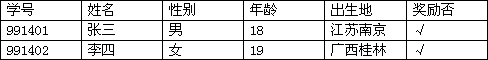 学号 姓名 性别 年龄 出生地 奖励否
991401 张三 男 18 江苏南京 √
991402 李四 女 19 广西桂林 √